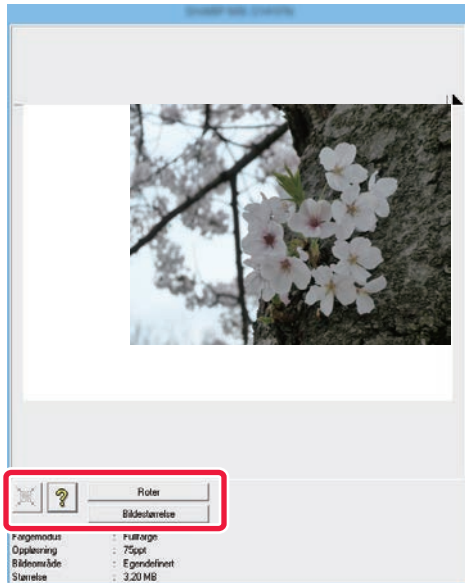 ?
Roter
Bildestørrelse
Fargemodus : Fullfarge
Oppløsning : 75ppt
Bildeområde : Egendefinert
Størrelse : 3,20 MB